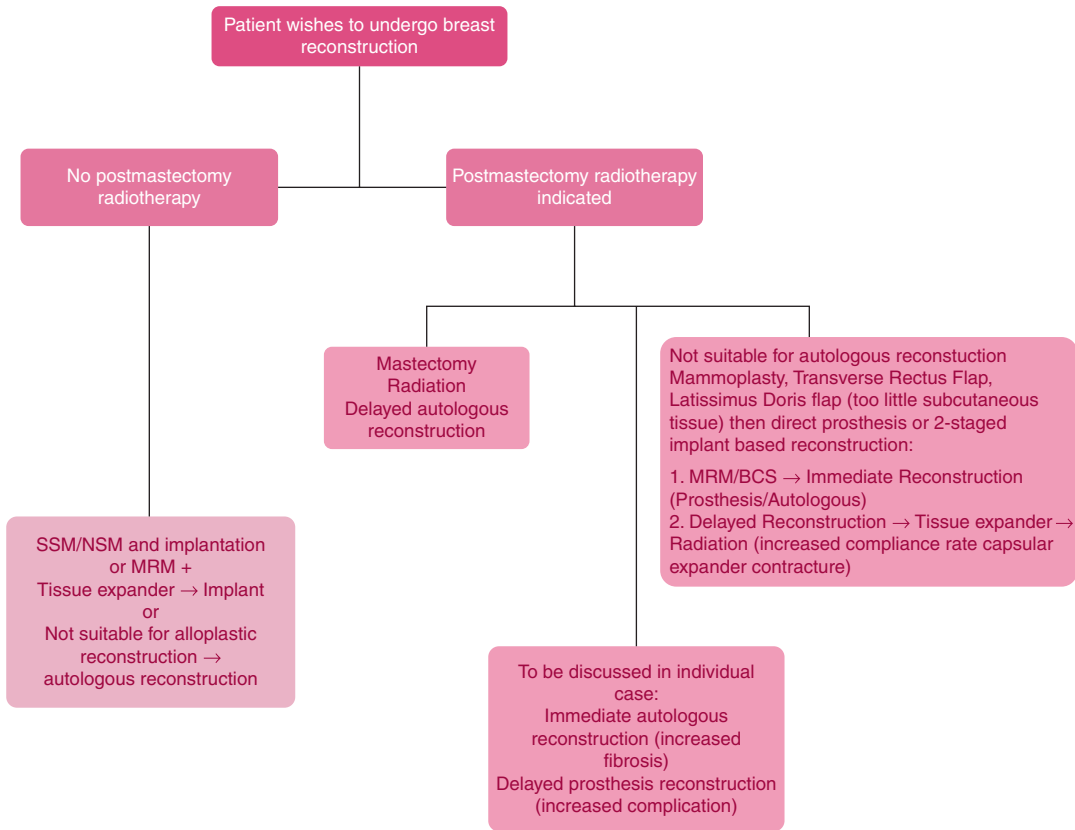 Patient wishes to undergo breast
reconstruction
No postmastectomy
radiotherapy
Postmastectomy radiotherapy
indicated
Mastectomy
Radiation
Delayed autologous
reconstruction
Not suitable for autologous reconstuction
Mammoplasty, Transverse Rectus Flap,
Latissimus Doris flap (too little subcutaneous
tissue) then direct prosthesis or 2-staged
implant based reconstruction:
1. MRM/BCS → Immediate Reconstruction
(Prosthesis/Autologous)
2. Delayed Reconstruction → Tissue expander →
Radiation (increased compliance rate capsular
expander contracture)
SSM/NSM and implantation
or MRM +
Tissue expander → Implant
or
Not suitable for alloplastic
reconstruction →
autologous reconstruction
To be discussed in individual
case:
Immediate autologous
reconstruction (increased
fibrosis)
Delayed prosthesis reconstruction
(increased complication)